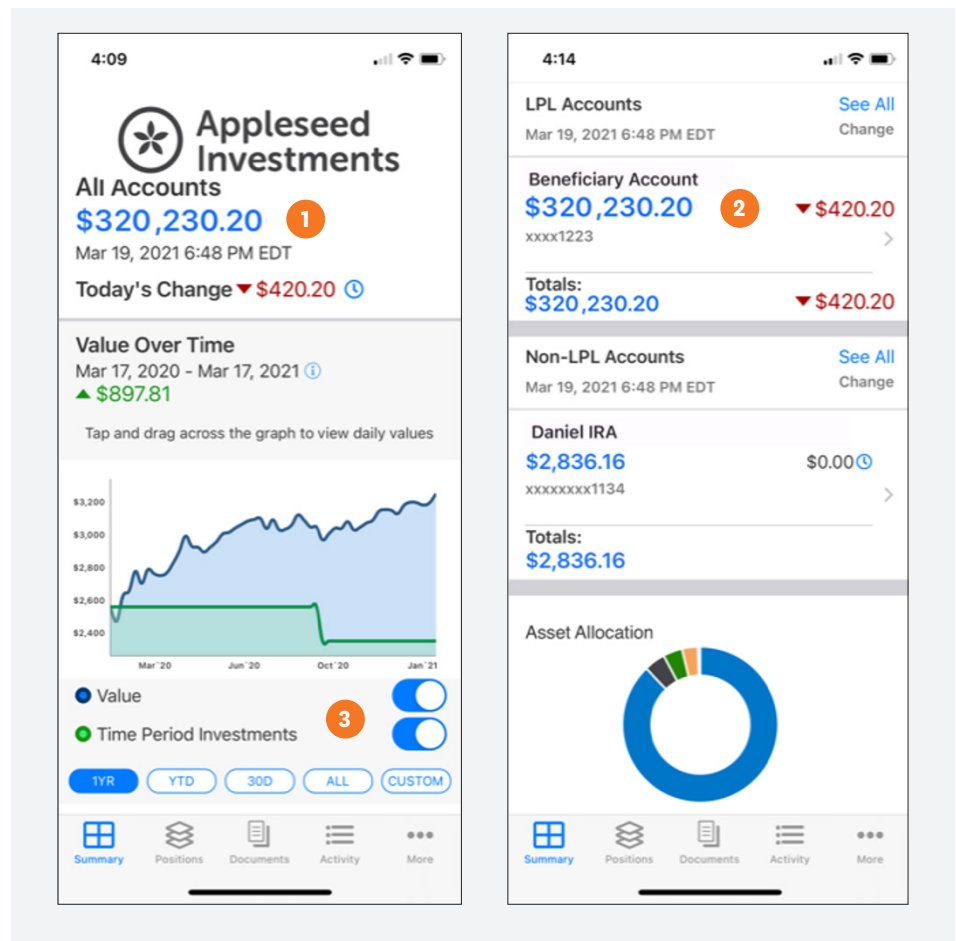 4:09
Appleseed
Investments
All Accounts
$320,230.20
1
Mar 19, 2021 6:48 PM EDT
Today's Change ▼ $420.20
Value Over Time
Mar 17, 2020 - Mar 17, 2021
▲ $897.81
Tap and drag across the graph to view daily values
$3,200
$3,000
$2,800
$2,600
$2,400
Mar`20 Jun`20 Oct`20 Jan`21
Value
Time Period Investments
3
1YR YTD 30D ALL CUSTOM
Summary Positions Documents Activity More
4:14
LPL Accounts See All
Mar 19, 2021 6:48 PM EDT Change
Beneficiary Account
$320,230.20 2 ▼ $420.20
xxxx1223
Totals:
$320,230.20 ▼ $420.20
Non-LPL Accounts See All
Mar 19, 2021 6:48 PM EDT Change
Daniel IRA
$2,836.16 $0.00
xxxxxxxx1134
Totals:
$2,836.16
Asset Allocation
Summary Positions Documents Activity More